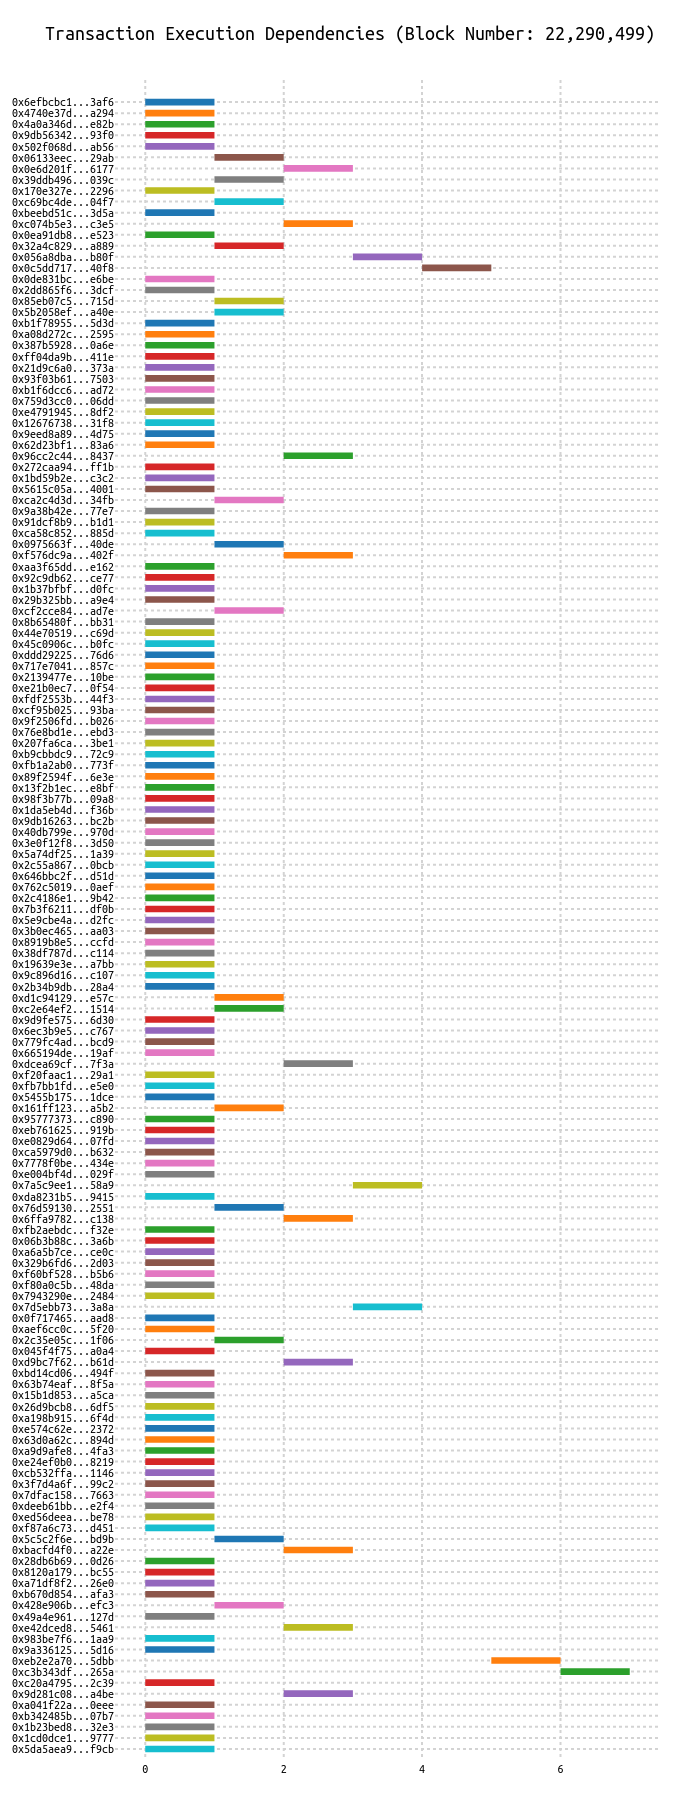 Transaction Execution Dependencies (Block Number: 22,290,499)
0x6efbcbc1...3af6
0x4740e37d...a294
0x4a0a346d...e82b
0x9db56342...93f0
0x502f068d...ab56
0x06133eec...29ab
0x0e6d201f...6177
0x39ddb496...039c
0x170e327e...2296
0xc69bc4de...04f7
0xbeebd51c...3d5a
0xc074b5e3...c3e5
0x0ea91db8...e523
0x32a4c829...a889
0x056a8dba...b80f
0x0c5dd717...40f8
0x0de831bc...e6be
0x2dd865f6...3dcf
0x85eb07c5...715d
0x5b2058ef...a40e
0xb1f78955...5d3d
0xa08d272c...2595
0x387b5928...0a6e
0xff04da9b...411e
0x21d9c6a0...373a
0x93f03b61...7503
0xb1f6dcc6...ad72
0x759d3cc0...06dd
0xe4791945...8df2
0x12676738...31f8
0x9eed8a89...4d75
0x62d23bf1...83a6
0x96cc2c44...8437
0x272caa94...ff1b
0x1bd59b2e...c3c2
0x5615c05a...4001
0xca2c4d3d...34fb
0x9a38b42e...77e7
0x91dcf8b9...b1d1
0xca58c852...885d
0x0975663f...40de
0xf576dc9a...402f
0xaa3f65dd...e162
0x92c9db62...ce77
0x1b37bfbf...d0fc
0x29b325bb...a9e4
0xcf2cce84...ad7e
0x8b65480f...bb31
0x44e70519...c69d
0x45c0906c...b0fc
0xddd29225...76d6
0x717e7041...857c
0x2139477e...10be
0xe21b0ec7...0f54
0xfdf2553b...44f3
0xcf95b025...93ba
0x9f2506fd...b026
0x76e8bd1e...ebd3
0x207fa6ca...3be1
0xb9cbbdc9...72c9
0xfb1a2ab0...773f
0x89f2594f...6e3e
0x13f2b1ec...e8bf
0x98f3b77b...09a8
0x1da5eb4d...f36b
0x9db16263...bc2b
0x40db799e...970d
0x3e0f12f8...3d50
0x5a74df25...1a39
0x2c55a867...0bcb
0x646bbc2f...d51d
0x762c5019...0aef
0x2c4186e1...9b42
0x7b3f6211...df0b
0x5e9cbe4a...d2fc
0x3b0ec465...aa03
0x8919b8e5...ccfd
0x38df787d...c114
0x19639e3e...a7bb
0x9c896d16...c107
0x2b34b9db...28a4
0xd1c94129...e57c
0xc2e64ef2...1514
0x9d9fe575...6d30
0x6ec3b9e5...c767
0x779fc4ad...bcd9
0x665194de...19af
0xdcea69cf...7f3a
0xf20faac1...29a1
0xfb7bb1fd...e5e0
0x5455b175...1dce
0x161ff123...a5b2
0x95777373...c890
0xeb761625...919b
0xe0829d64...07fd
0xca5979d0...b632
0x7778f0be...434e
0xe004bf4d...029f
0x7a5c9ee1...58a9
0xda8231b5...9415
0x76d59130...2551
0x6ffa9782...c138
0xfb2aebdc...f32e
0x06b3b88c...3a6b
0xa6a5b7ce...ce0c
0x329b6fd6...2d03
0xf60bf528...b5b6
0xf80a0c5b...48da
0x7943290e...2484
0x7d5ebb73...3a8a
0x0f717465...aad8
0xaef6cc0c...5f20
0x2c35e05c...1f06
0x045f4f75...a0a4
0xd9bc7f62...b61d
0xbd14cd06...494f
0x63b74eaf...8f5a
0x15b1d853...a5ca
0x26d9bcb8...6df5
0xa198b915...6f4d
0xe574c62e...2372
0x63d0a62c...894d
0xa9d9afe8...4fa3
0xe24ef0b0...8219
0xcb532ffa...1146
0x3f7d4a6f...99c2
0x7dfac158...7663
0xdeeb61bb...e2f4
0xed56deea...be78
0xf87a6c73...d451
0x5c5c2f6e...bd9b
0xbacfd4f0...a22e
0x28db6b69...0d26
0x8120a179...bc55
0xa71df8f2...26e0
0xb670d854...afa3
0x428e906b...efc3
0x49a4e961...127d
0xe42dced8...5461
0x983be7f6...1aa9
0x9a336125...5d16
0xeb2e2a70...5dbb
0xc3b343df...265a
0xc20a4795...2c39
0x9d281c08...a4be
0xa041f22a...0eee
0xb342485b...07b7
0x1b23bed8...32e3
0x1cd0dce1...9777
0x5da5aea9...f9cb
0 2 4 6